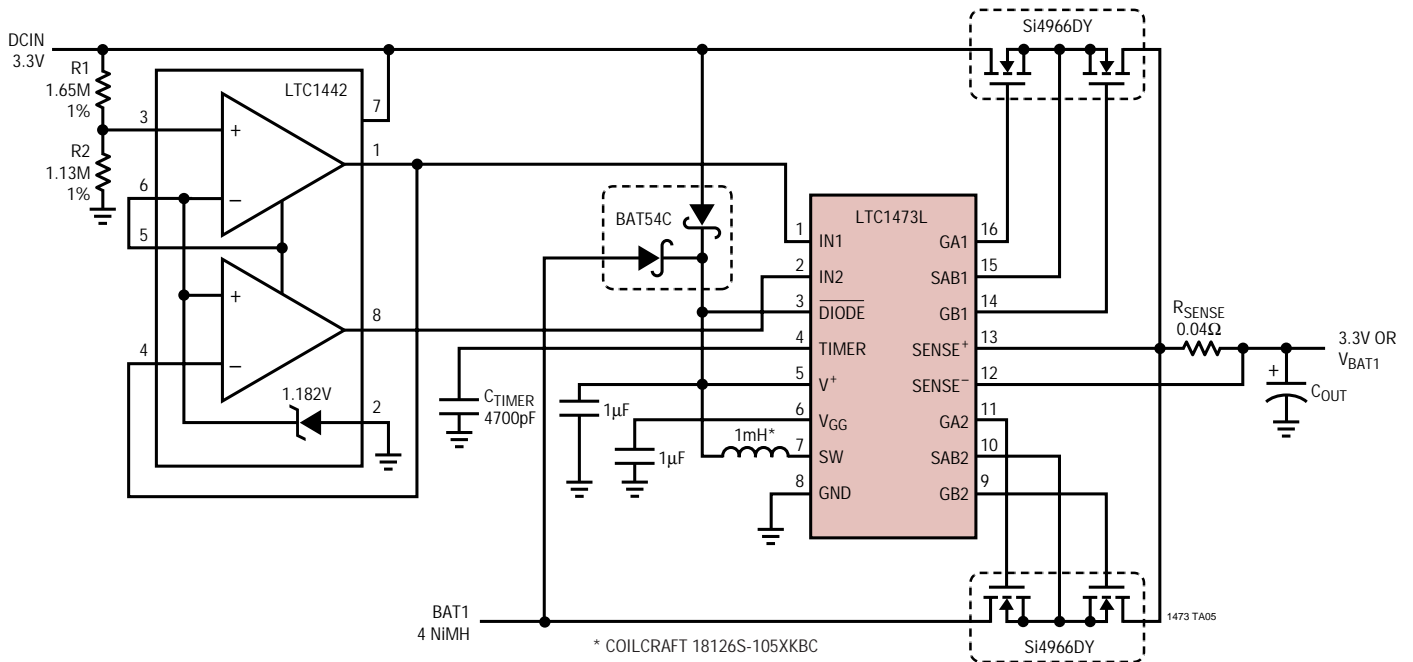 Si4966DY
DCIN
3.3V
R1
1.65M
1%
LTC1442
7
3
+
1
R2
1.13M
1%
6
–
5
+
8
4
–
1.182V
2
BAT54C
LTC1473L
1 IN1
GA1 16
2 IN2
SAB1 15
3 DIODE
GB1 14
4 TIMER
SENSE+ 13
5 V+
SENSE– 12
6 VGG
GA2 11
7 SW
SAB2 10
8 GND
GB2 9
RSENSE
0.04Ω
3.3V OR
VBAT1
+
COUT
CTIMER
4700pF
1µF
1µF
1mH*
BAT1
4 NiMH
* COILCRAFT 18126S-105XKBC
Si4966DY
1473 TA05